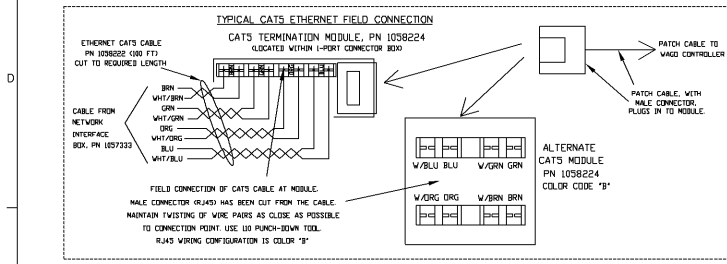 TYPICAL CAT5 ETHERNET FIELD CONNECTION
CAT5 TERMINATION MODULE, PN 1058224
(LOCATED WITHIN 1-PORT CONNECTOR BOX)
ETHERNET CAT5 CABLE
PN 1058222 (100 FT)
CUT TO REQUIRED LENGTH
D
BRN
WHT/BRN
GRN
WHT/GRN
ORG
WHT/ORG
BLU
WHT/BLU
CABLE FROM
NETWORK
INTERFACE
BOX, PN 1057333
FIELD CONNECTION OF CAT5 CABLE AT MODULE.
MALE CONNECTOR (RJ45) HAS BEEN CUT FROM THE CABLE.
MAINTAIN TWISTING OF WIRE PAIRS AS CLOSE AS POSSIBLE
TO CONNECTION POINT. USE 110 PUNCH-DOWN TOOL.
RJ45 WIRING CONFIGURATION IS COLOR "B"
PATCH CABLE TO
WAGO CONTROLLER
PATCH CABLE, WITH
MALE CONNECTOR,
PLUGS IN TO MODULE.
W/BLU BLU W/GRN GRN
W/ORG ORG W/BRN BRN
ALTERNATE
CAT5 MODULE
PN 1058224
COLOR CODE "B"